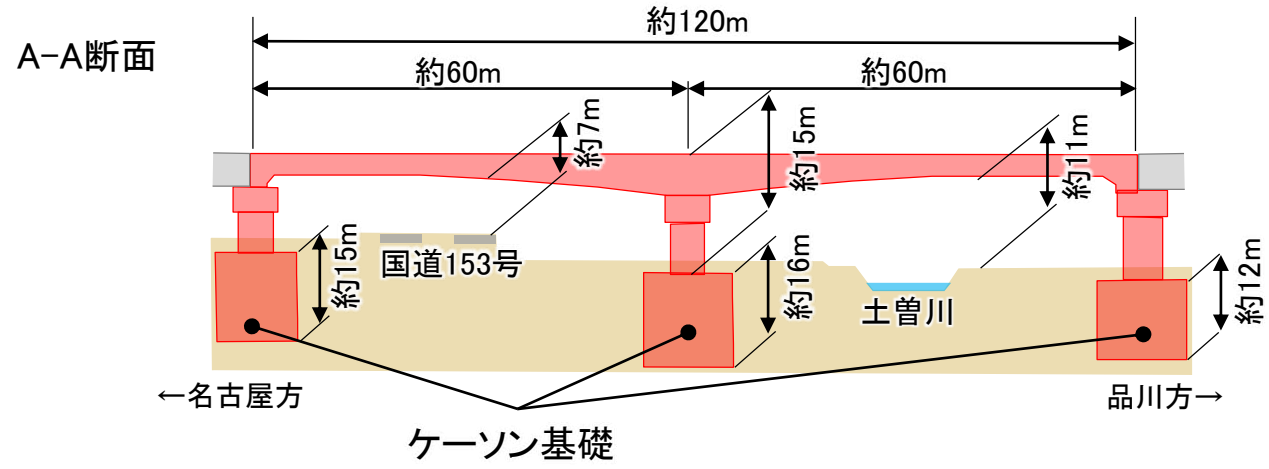 約120m
A-A断面
約60m
約60m
約7m
約15m
約11m
約15m
国道153号
約16m
土曽川
約12m
←名古屋方
品川方→
ケーソン基礎